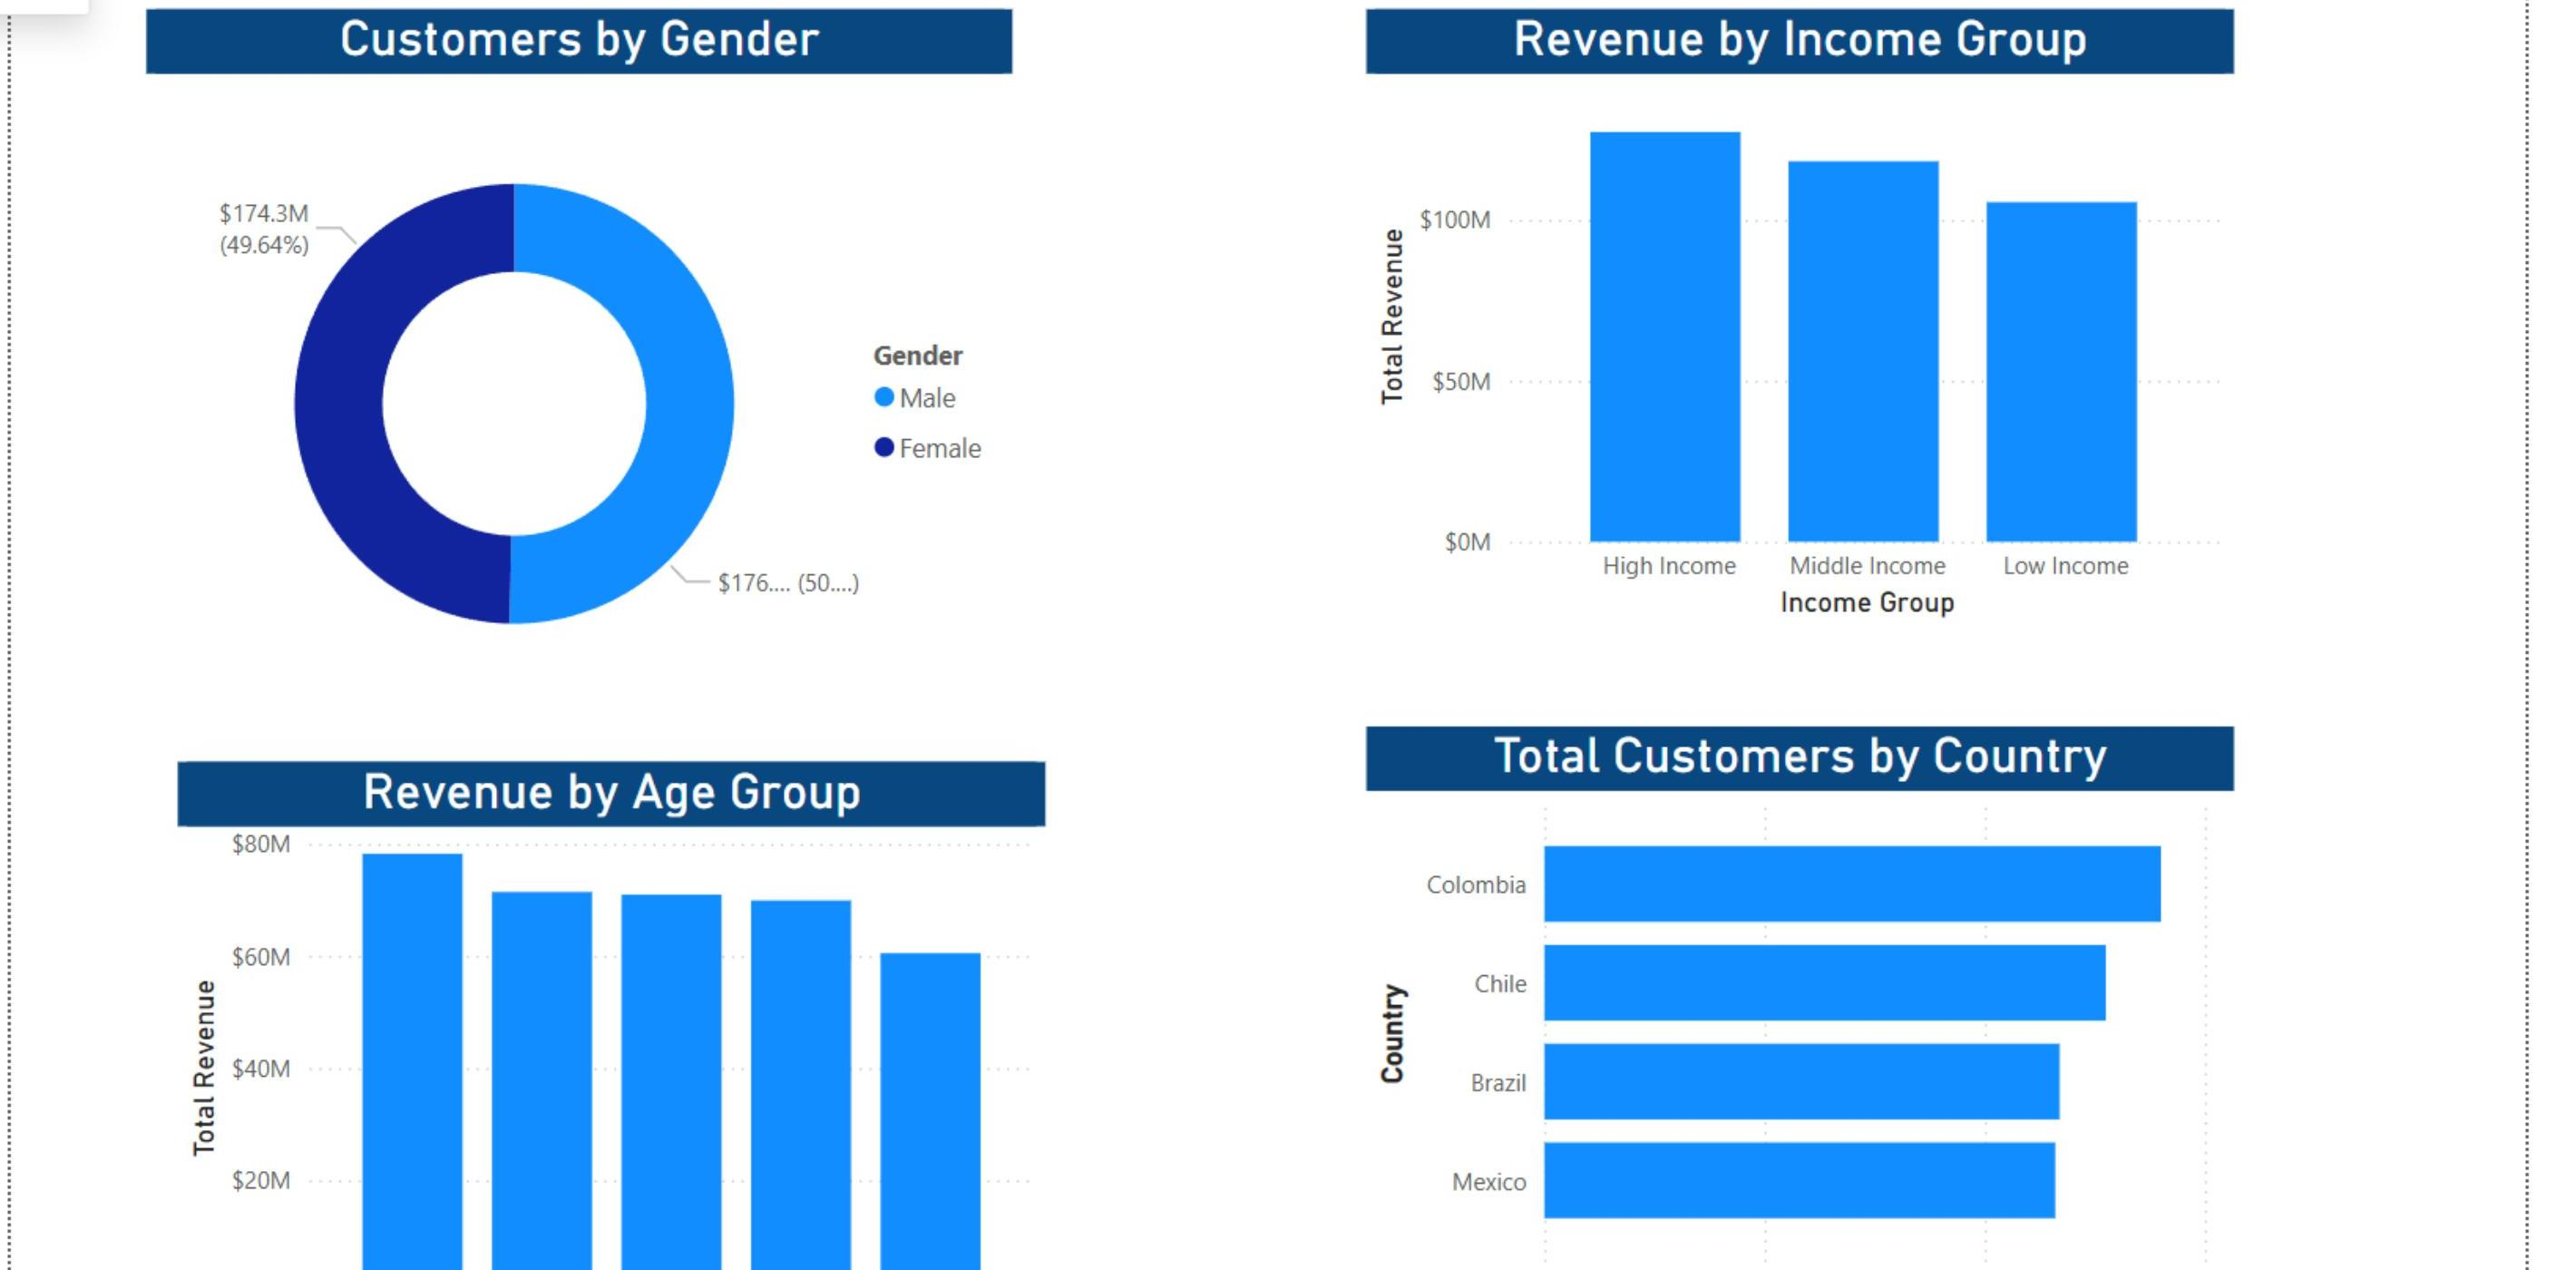 Customers by Gender
$174.3M
(49.64%)
Gender
Male
Female
$176.... (50....)
Revenue by Income Group
Total Revenue
$100M
$50M
$0M
High Income Middle Income Low Income
Income Group
Revenue by Age Group
Total Revenue
$80M
$60M
$40M
$20M
Total Customers by Country
Country
Colombia
Chile
Brazil
Mexico